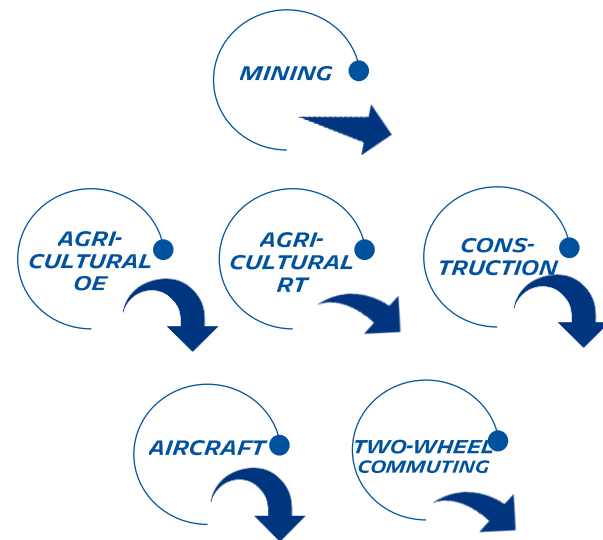 MINING
AGRI-
CULTURAL
OE
AGRI-
CULTURAL
RT
CONS-
TRUCTION
AIRCRAFT
TWO-WHEEL
COMMUTING